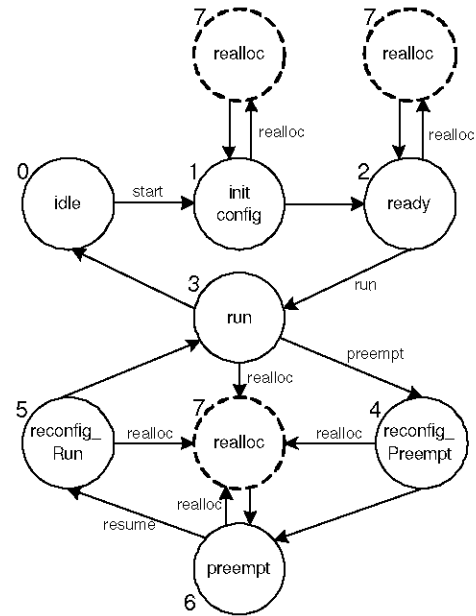 7
7
realloc
realloc
realloc
realloc
0
1
2
idle
start
init
config
ready
3
run
run
preempt
realloc
5
7
4
reconfig_
Run
realloc
realloc
realloc
reconfig_
Preempt
realloc
resume
preempt
6